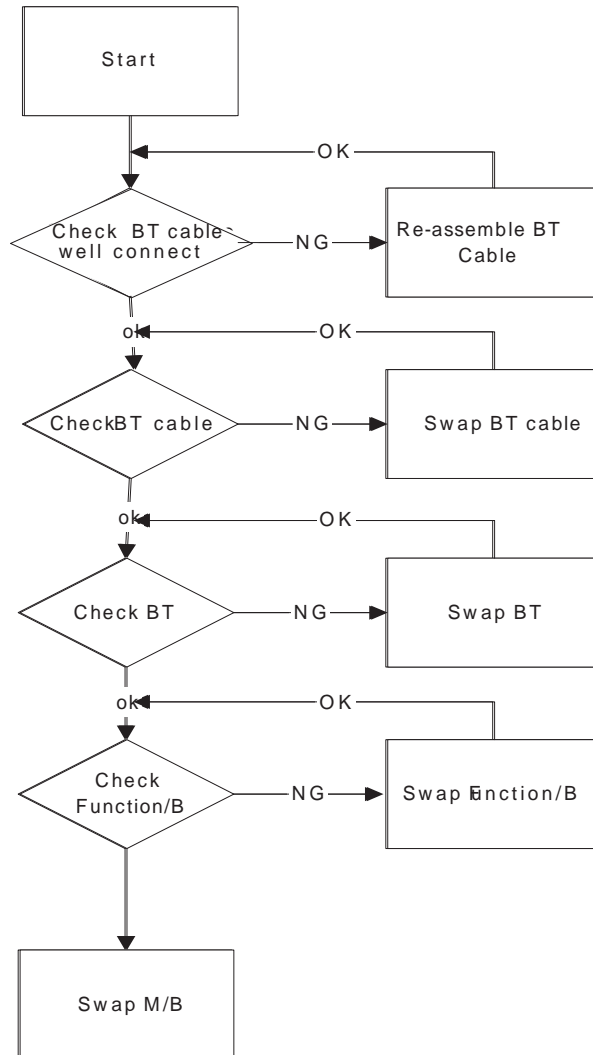 Start
OK
Check BT cable
well connect
NG
Re-assemble BT
Cable
ok
OK
CheckBT cable
NG
Swap BT cable
ok
OK
Check BT
NG
Swap BT
ok
OK
Check
Function/B
NG
Swap Function/B
Swap M/B